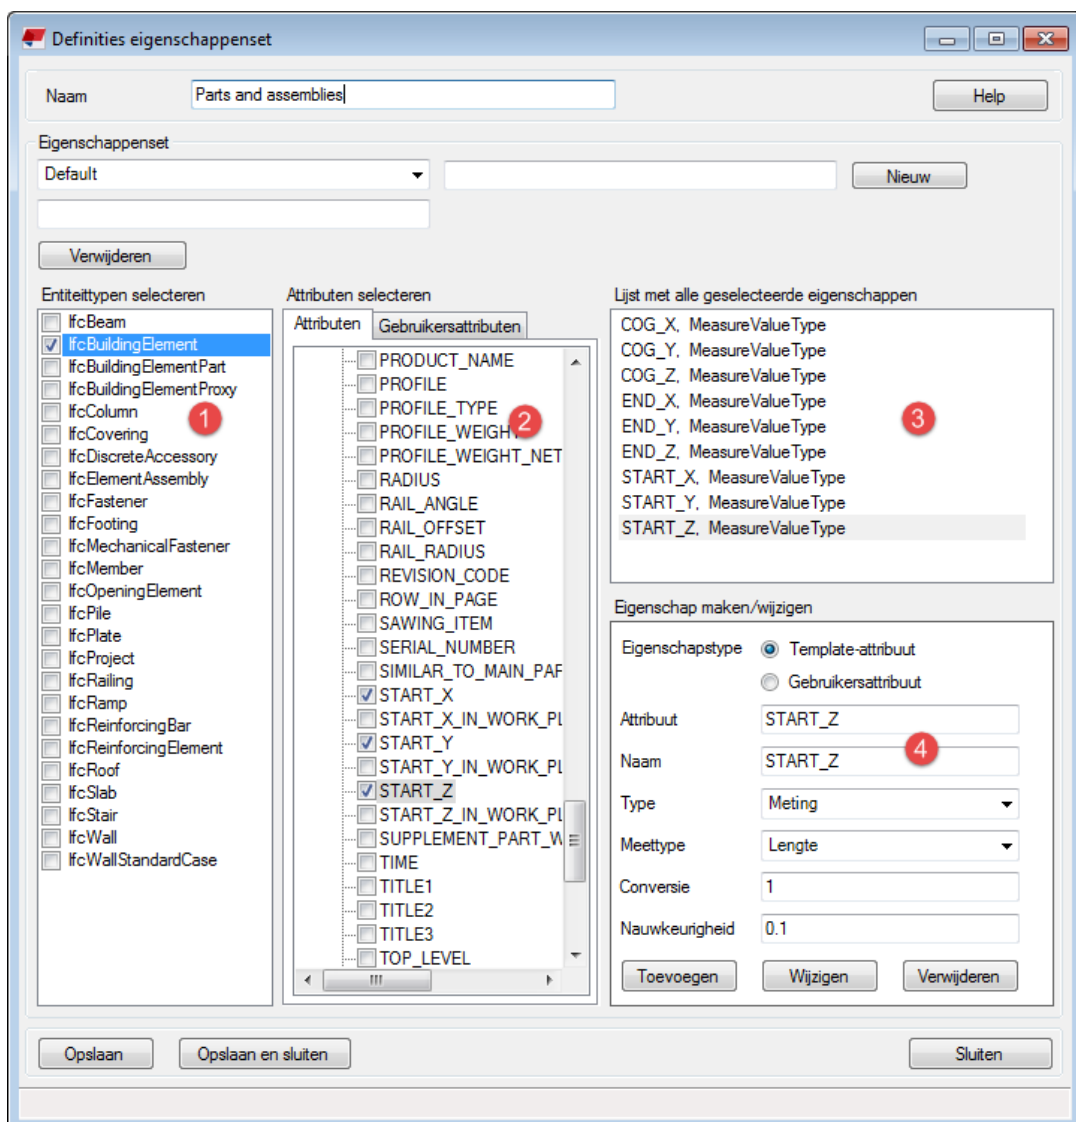 Definities eigenschappenset
Naam
Parts and assemblies
Help
Eigenschappenset
Default
Nieuw
Verwijderen
Entiteittypen selecteren
IfcBeam
IfcBuildingElement
IfcBuildingElementPart
IfcBuildingElementProxy
IfcColumn
IfcCovering
IfcDiscreteAccessory
IfcElementAssembly
IfcFastener
IfcFooting
IfcMechanicalFastener
IfcMember
IfcOpeningElement
IfcPile
IfcPlate
IfcProject
IfcRailing
IfcRamp
IfcReinforcingBar
IfcReinforcingElement
IfcRoof
IfcSlab
IfcStair
IfcWall
IfcWallStandardCase
1
Attributen selecteren
Attributen
Gebruikersattributen
PRODUCT_NAME
PROFILE
PROFILE_TYPE
PROFILE_WEIGHT
PROFILE_WEIGHT_NET
RADIUS
RAIL_ANGLE
RAIL_OFFSET
RAIL_RADIUS
REVISION_CODE
ROW_IN_PAGE
SAWING_ITEM
SERIAL_NUMBER
SIMILAR_TO_MAIN_PAR
START_X
START_X_IN_WORK_PL
START_Y
START_Y_IN_WORK_PL
START_Z
START_Z_IN_WORK_PL
SUPPLEMENT_PART_W
TIME
TITLE1
TITLE2
TITLE3
TOP_LEVEL
2
Lijst met alle geselecteerde eigenschappen
COG_X, MeasureValueType
COG_Y, MeasureValueType
COG_Z, MeasureValueType
END_X, MeasureValueType
END_Y, MeasureValueType
END_Z, MeasureValueType
START_X, MeasureValueType
START_Y, MeasureValueType
START_Z, MeasureValueType
3
Eigenschap maken/wijzigen
Eigenschapstype
Template-attribuut
Gebruikersattribuut
Attribuut
START_Z
4
Naam
START_Z
Type
Meting
Meettype
Lengte
Conversie
1
Nauwkeurigheid
0.1
Toevoegen
Wijzigen
Verwijderen
Opslaan
Opslaan en sluiten
Sluiten